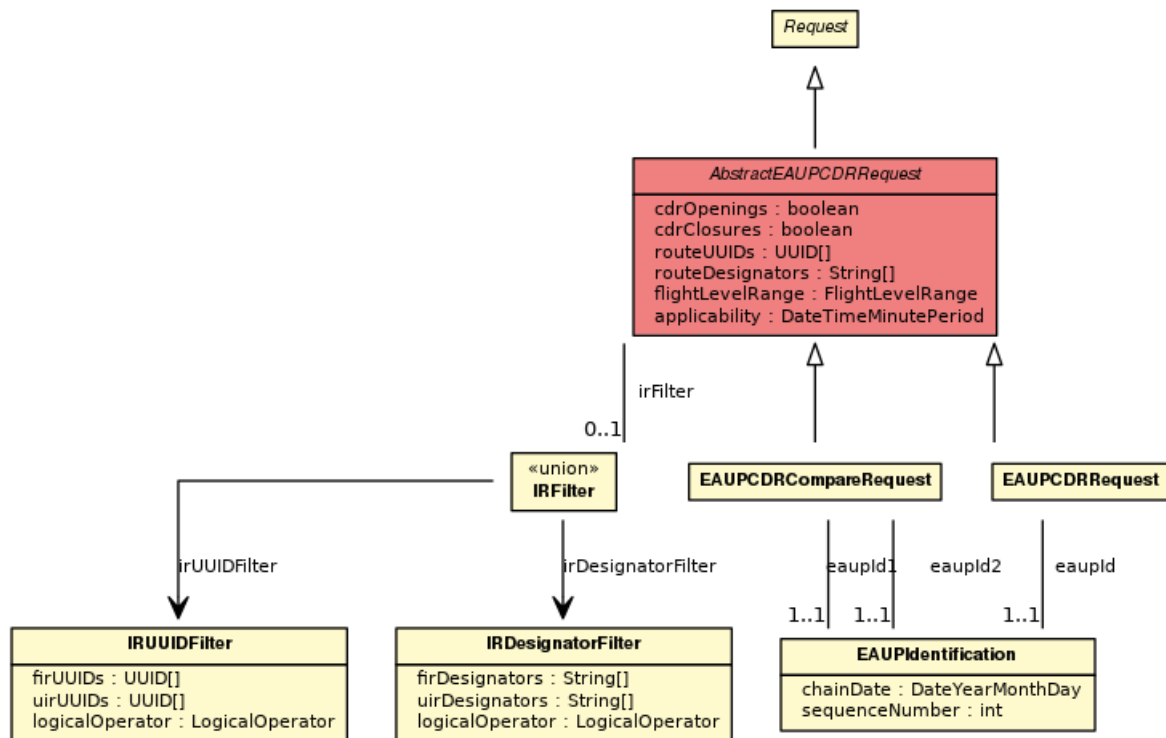 Request
AbstractEAUPCDRRequest
cdrOpenings : boolean
cdrClosures : boolean
routeUUIDs : UUID[]
routeDesignators : String[]
flightLevelRange : FlightLevelRange
applicability : DateTimeMinutePeriod
irFilter
0..1
«union»
IRFilter
EAUPCDRCompareRequest
EAUPCDRRequest
irUUIDFilter
irDesignatorFilter
eaupId1
eaupId2
eaupId
1..1
1..1
1..1
IRUUIDFilter
firUUIDs : UUID[]
uirUUIDs : UUID[]
logicalOperator : LogicalOperator
IRDesignatorFilter
firDesignators : String[]
uirDesignators : String[]
logicalOperator : LogicalOperator
EAUPIdentification
chainDate : DateYearMonthDay
sequenceNumber : int